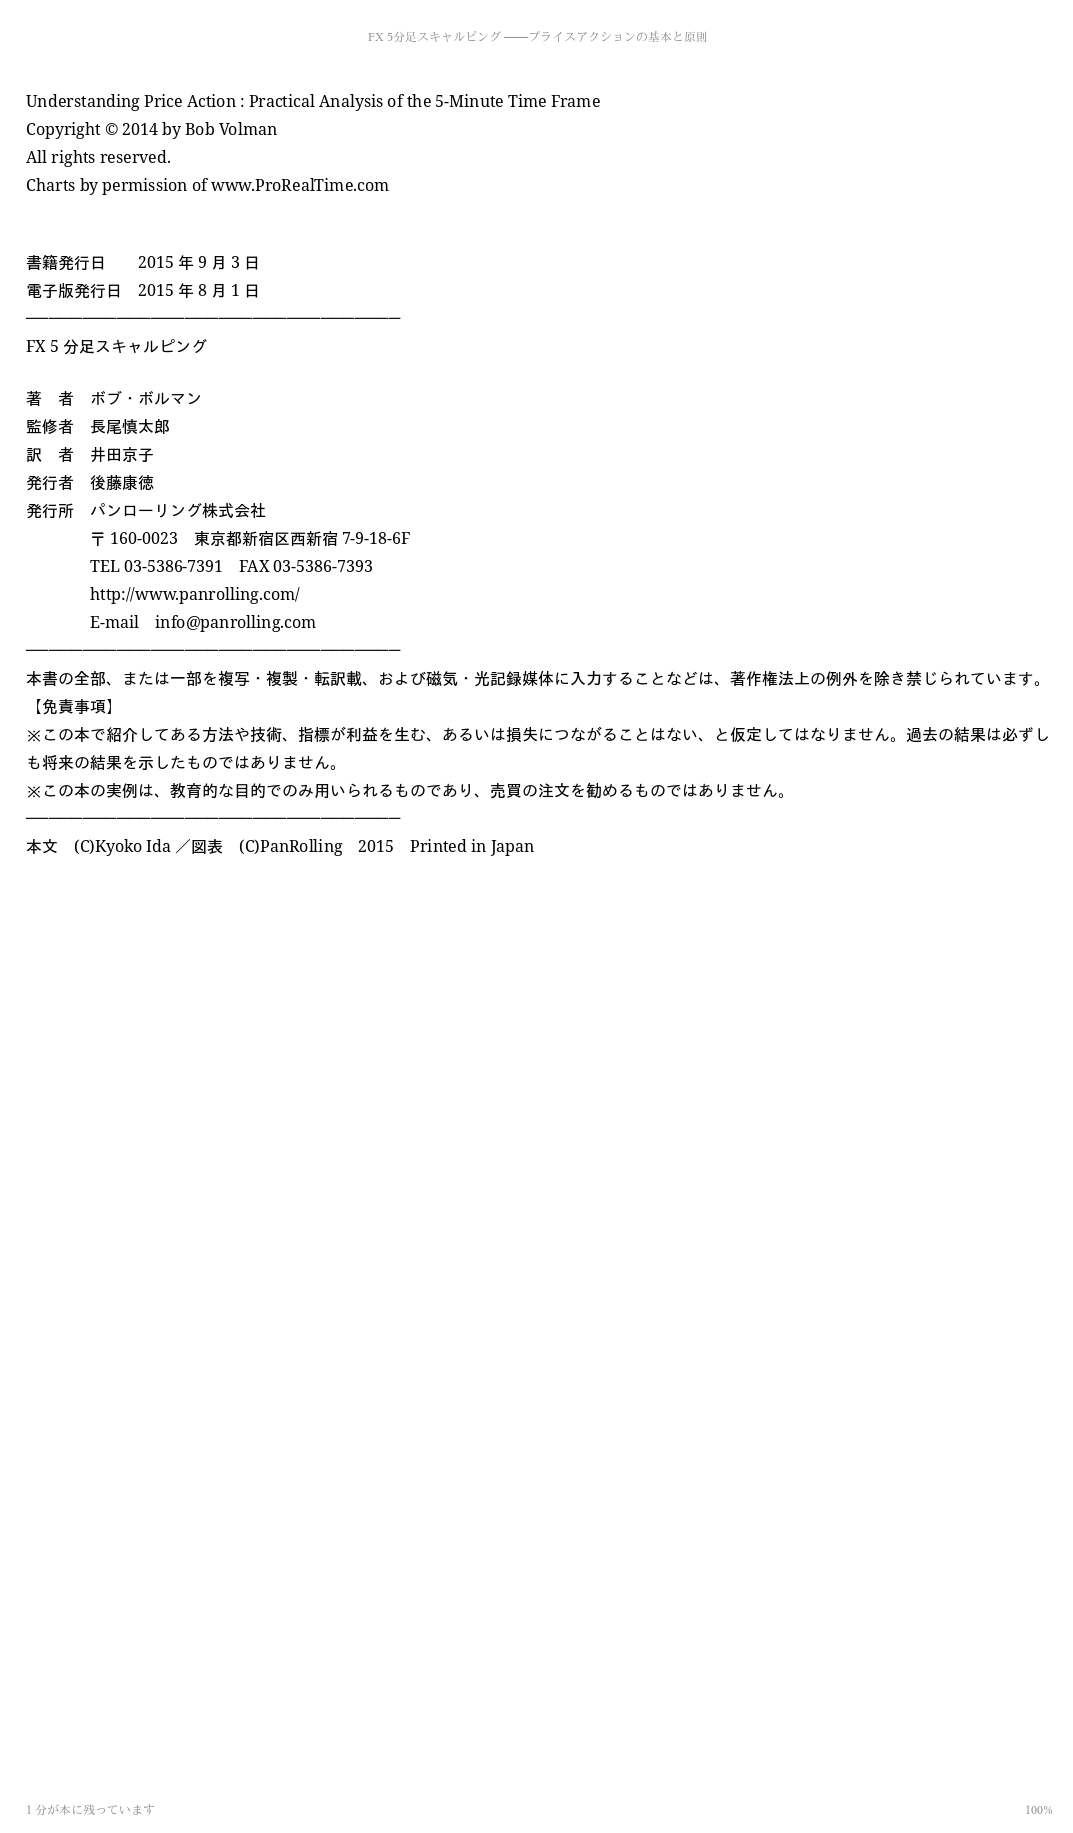 FX 5分足スキャルピング ――プライスアクションの基本と原則
Understanding Price Action : Practical Analysis of the 5-Minute Time Frame
Copyright © 2014 by Bob Volman
All rights reserved.
Charts by permission of www.ProRealTime.com
書籍発行日　　2015 年 9 月 3 日
電子版発行日　2015 年 8 月 1 日
FX 5 分足スキャルピング
著　者　ボブ・ボルマン
監修者　長尾慎太郎
訳　者　井田京子
発行者　後藤康徳
発行所　パンローリング株式会社
〒 160-0023　東京都新宿区西新宿 7-9-18-6F
TEL 03-5386-7391　FAX 03-5386-7393
http://www.panrolling.com/
E-mail　info@panrolling.com
本書の全部、または一部を複写・複製・転訳載、および磁気・光記録媒体に入力することなどは、著作権法上の例外を除き禁じられています。
【免責事項】
※この本で紹介してある方法や技術、指標が利益を生む、あるいは損失につながることはない、と仮定してはなりません。過去の結果は必ずし
も将来の結果を示したものではありません。
※この本の実例は、教育的な目的でのみ用いられるものであり、売買の注文を勧めるものではありません。
本文　(C)Kyoko Ida ／図表　(C)PanRolling　2015　Printed in Japan
1 分が本に残っています
100%